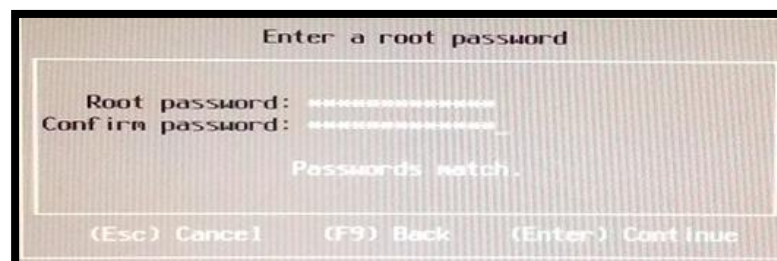 Enter a root password
Root password: *************
Confirm password: *************_
Passwords match.
(Esc) Cancel (F9) Back (Enter) Continue